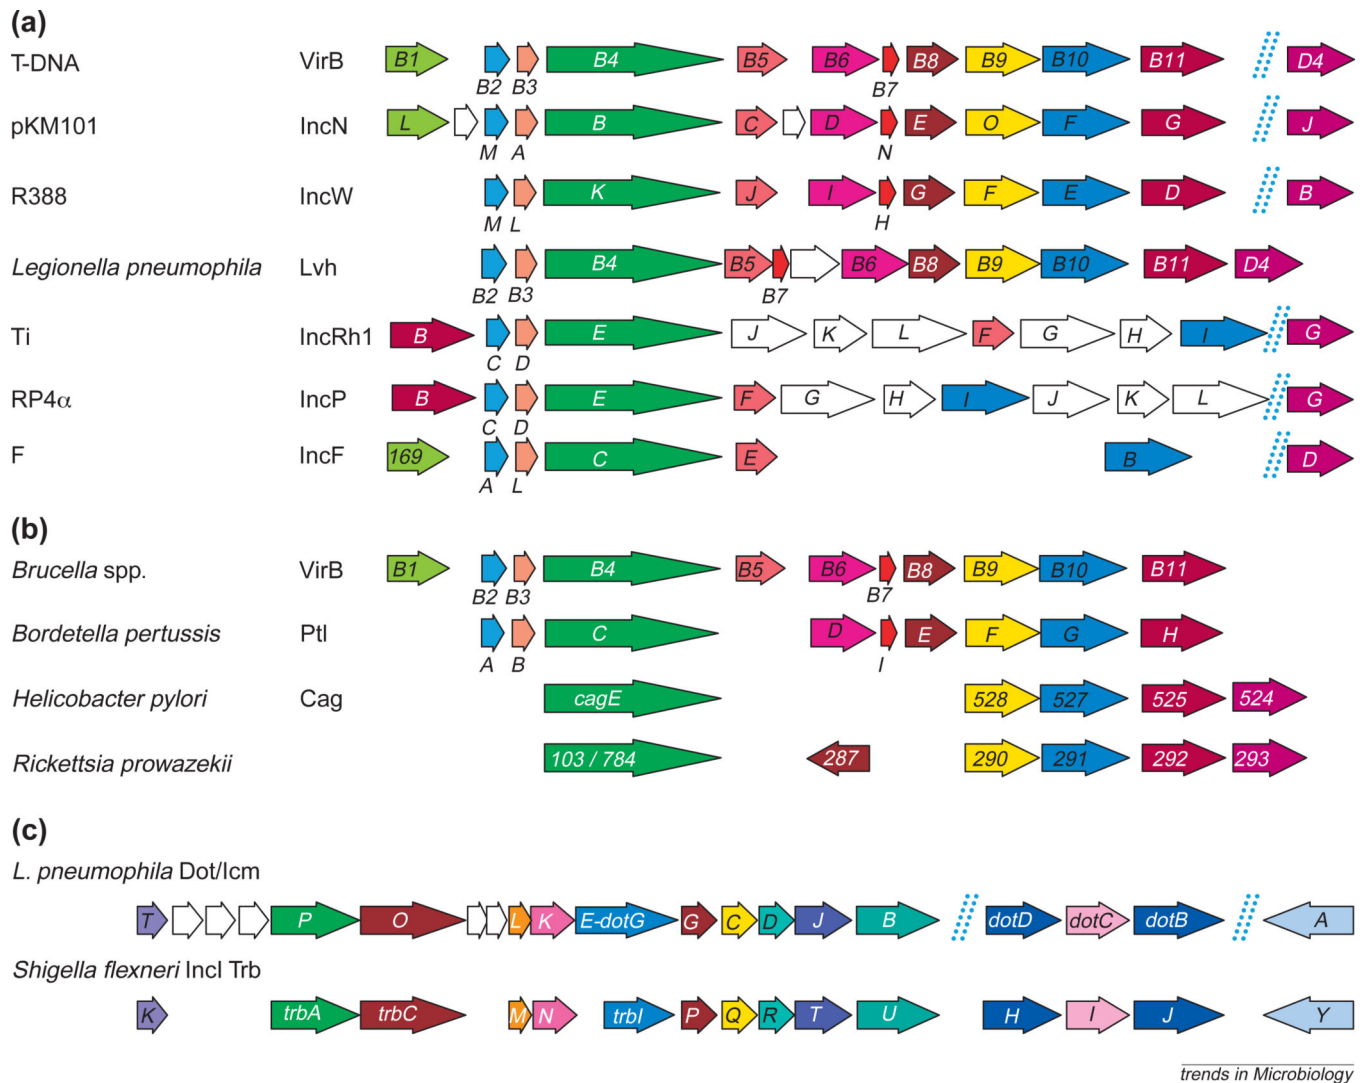 (a)
T-DNA VirB B1 B2 B3 B4 B5 B6 B7 B8 B9 B10 B11 D4
pKM101 IncN L M A B C D N E O F G J
R388 IncW M L K J I H G F E D B
Legionella pneumophila Lvh B2 B3 B4 B5 B7 B6 B8 B9 B10 B11 D4
Ti IncRh1 B C D E J K L F G H I G
RP4α IncP B C D E F G H I J K L G
F IncF 169 A L C E B D
(b)
Brucella spp. VirB B1 B2 B3 B4 B5 B6 B7 B8 B9 B10 B11
Bordetella pertussis Ptl A B C D I E F G H
Helicobacter pylori Cag cagE 528 527 525 524
Rickettsia prowazekii 103 / 784 287 290 291 292 293
(c)
L. pneumophila Dot/Icm
T P O L K E-dotG G C D J B dotD dotC dotB A
Shigella flexneri IncI Trb
K trbA trbC M N trbI P Q R T U H I J Y
trends in Microbiology